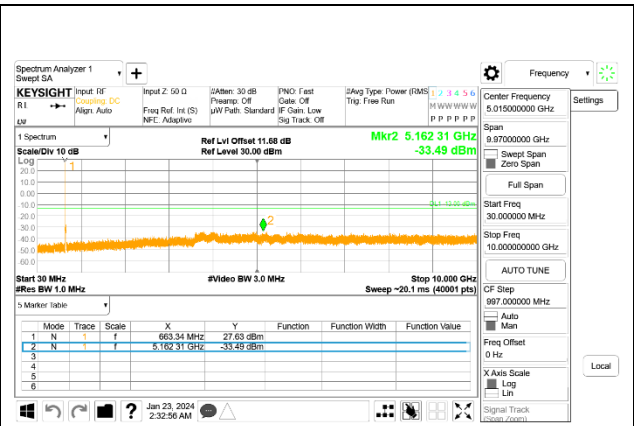 Spectrum Analyzer 1
Swept SA
Frequency
KEYSIGHT Input: RF Input Z: 50 Ω #Atten: 30 dB PNO: Fast #Avg Type: Power (RMS 1 2 3 4 5 6
R L Coupling: DC Preamp: Off Gate: Off Trig: Free Run M W W W W W
Align: Auto Freq Ref: Int (S) µW Path: Standard IF Gain: Low
NFE: Adaptive Sig Track: Off P P P P P P
Center Frequency
5.015000000 GHz
Settings
1 Spectrum
Ref Lvl Offset 11.68 dB
Mkr2 5.162 31 GHz
Scale/Div 10 dB
Ref Level 30.00 dBm
-33.49 dBm
Log
1
20.0
10.0
0.00
-10.0
-20.0
2
-30.0
-40.0
-50.0
-60.0
Start 30 MHz
#Video BW 3.0 MHz
Stop 10.000 GHz
#Res BW 1.0 MHz
Sweep ~20.1 ms (40001 pts)
Span
9.97000000 GHz
Swept Span
Zero Span
Full Span
Start Freq
30.000000 MHz
Stop Freq
10.000000000 GHz
AUTO TUNE
CF Step
997.000000 MHz
Auto
Man
Freq Offset
0 Hz
X Axis Scale
Log
Lin
Signal Track
(Span Zoom)
Local
5 Marker Table
Mode Trace Scale X Y Function Function Width Function Value
1 N 1 f 663.34 MHz 27.63 dBm
2 N 1 f 5.162 31 GHz -33.49 dBm
3
4
5
6
Jan 23, 2024
2:32:56 AM